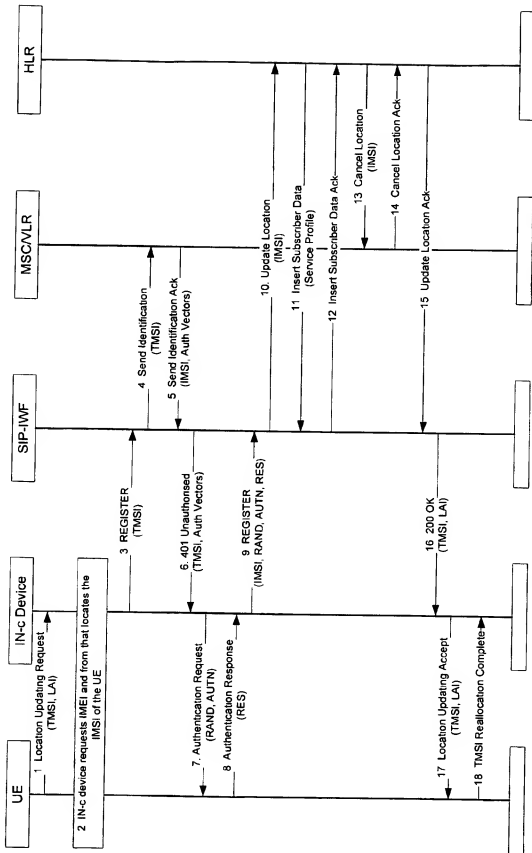 UE
IN-c Device
SIP-IWF
MSC/VLR
HLR
1 Location Updating Request
(TMSI, LAI)
2 IN-c device requests IMEI and from that locates the
IMSI of the UE
3 REGISTER
(TMSI)
4 Send Identification
(TMSI)
5 Send Identification Ack
(IMSI, Auth Vectors)
6. 401 Unauthorised
(TMSI, Auth Vectors)
7. Authentication Request
(RAND, AUTN)
8 Authentication Response
(RES)
9 REGISTER
(IMSI, RAND, AUTN, RES)
10. Update Location
(IMSI)
11 Insert Subscriber Data
(Service Profile)
12 Insert Subscriber Data Ack
13 Cancel Location
(IMSI)
14 Cancel Location Ack
15 Update Location Ack
16 200 OK
(TMSI, LAI)
17 Location Updating Accept
(TMSI, LAI)
18 TMSI Reallocation Complete